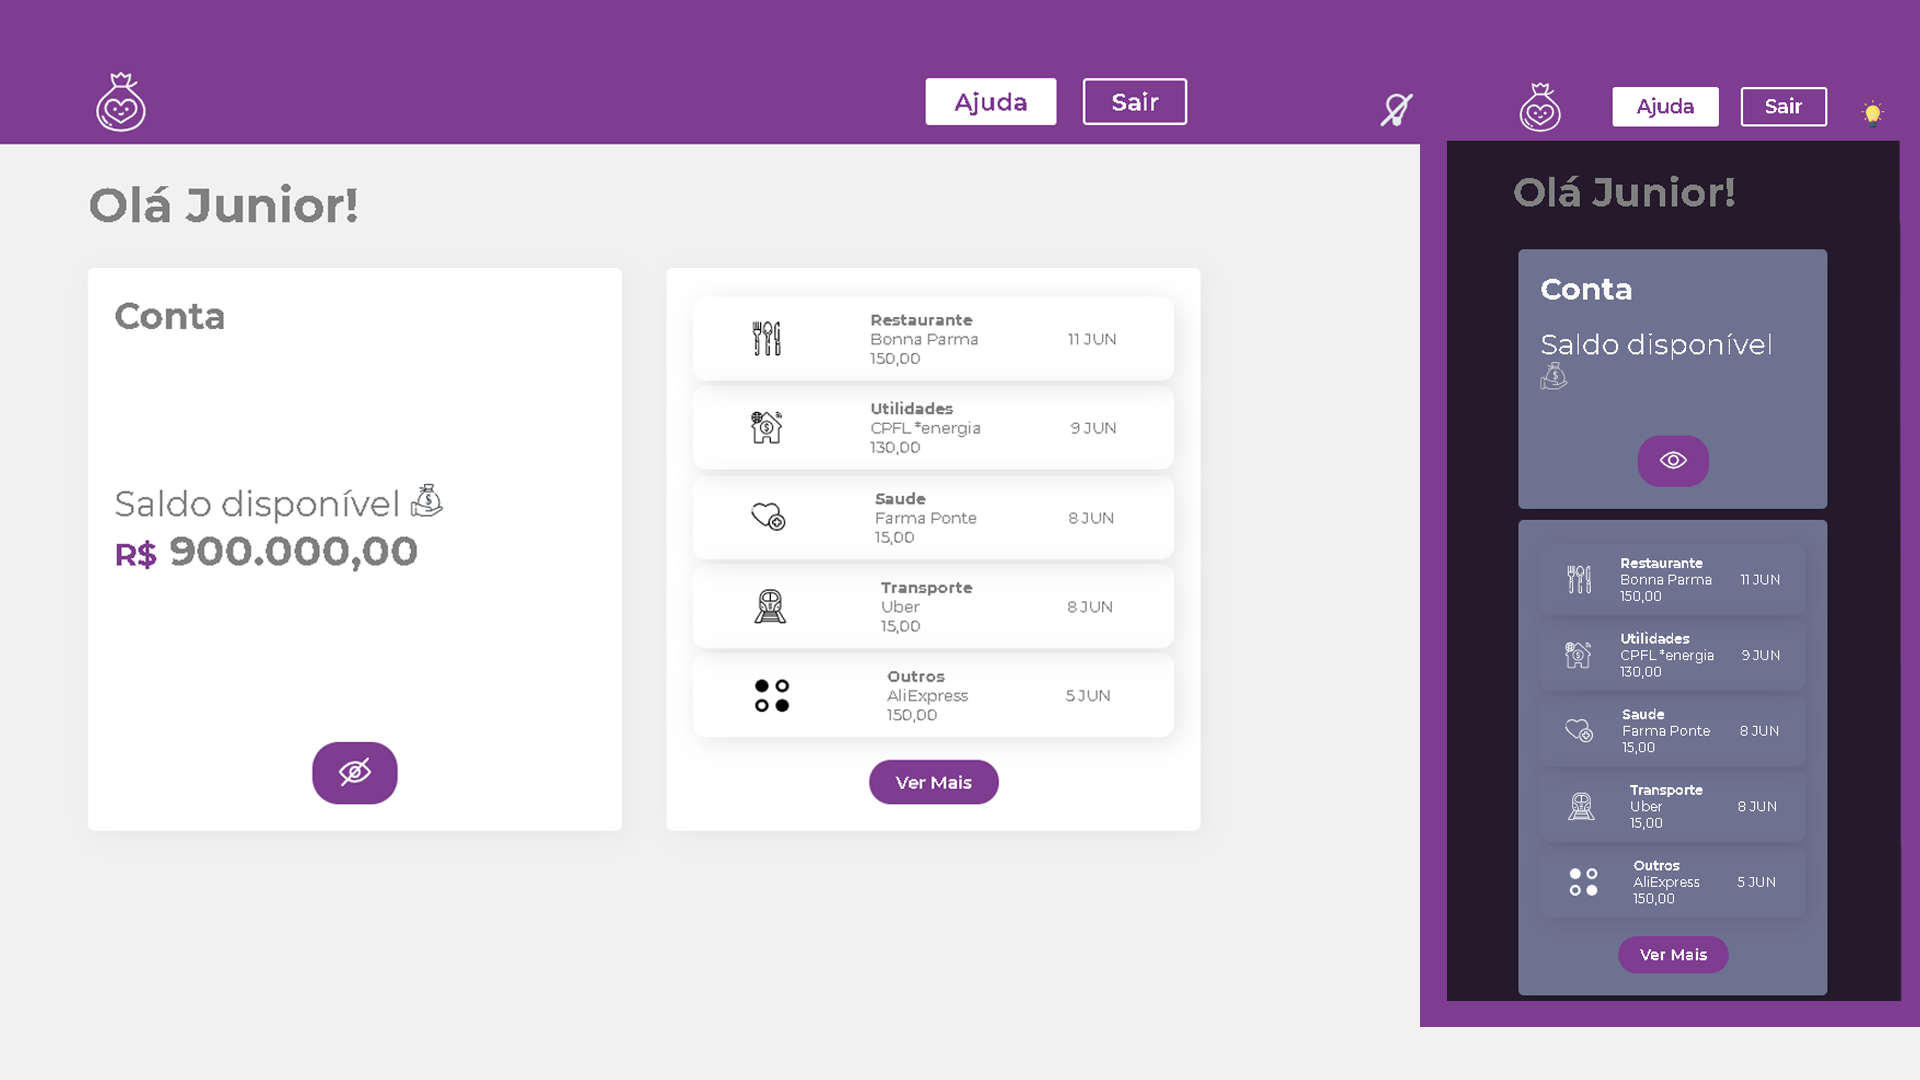 Ajuda
Sair
Olá Junior!
Conta
Saldo disponível
R$ 900.000,00
Restaurante
Bonna Parma
150,00
11 JUN
Utilidades
CPFL *energia
130,00
9 JUN
Saude
Farma Ponte
15,00
8 JUN
Transporte
Uber
15,00
8 JUN
Outros
AliExpress
150,00
5 JUN
Ver Mais
Ajuda
Sair
Olá Junior!
Conta
Saldo disponível
Restaurante
Bonna Parma
150,00
11 JUN
Utilidades
CPFL *energia
130,00
9 JUN
Saude
Farma Ponte
15,00
8 JUN
Transporte
Uber
15,00
8 JUN
Outros
AliExpress
150,00
5 JUN
Ver Mais